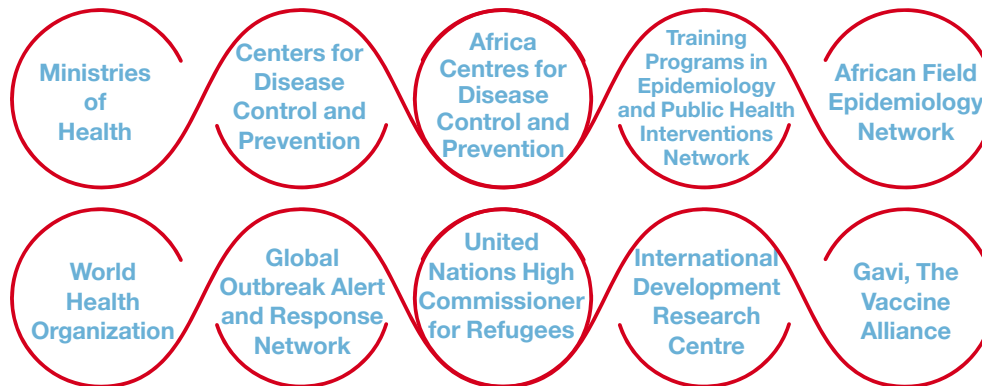 Ministries
of
Health
Centers for
Disease
Control and
Prevention
Africa
Centres for
Disease
Control and
Prevention
Training
Programs in
Epidemiology
and Public Health
Interventions
Network
African Field
Epidemiology
Network
World
Health
Organization
Global
Outbreak Alert
and Response
Network
United
Nations High
Commissioner
for Refugees
International
Development
Research
Centre
Gavi, The
Vaccine
Alliance